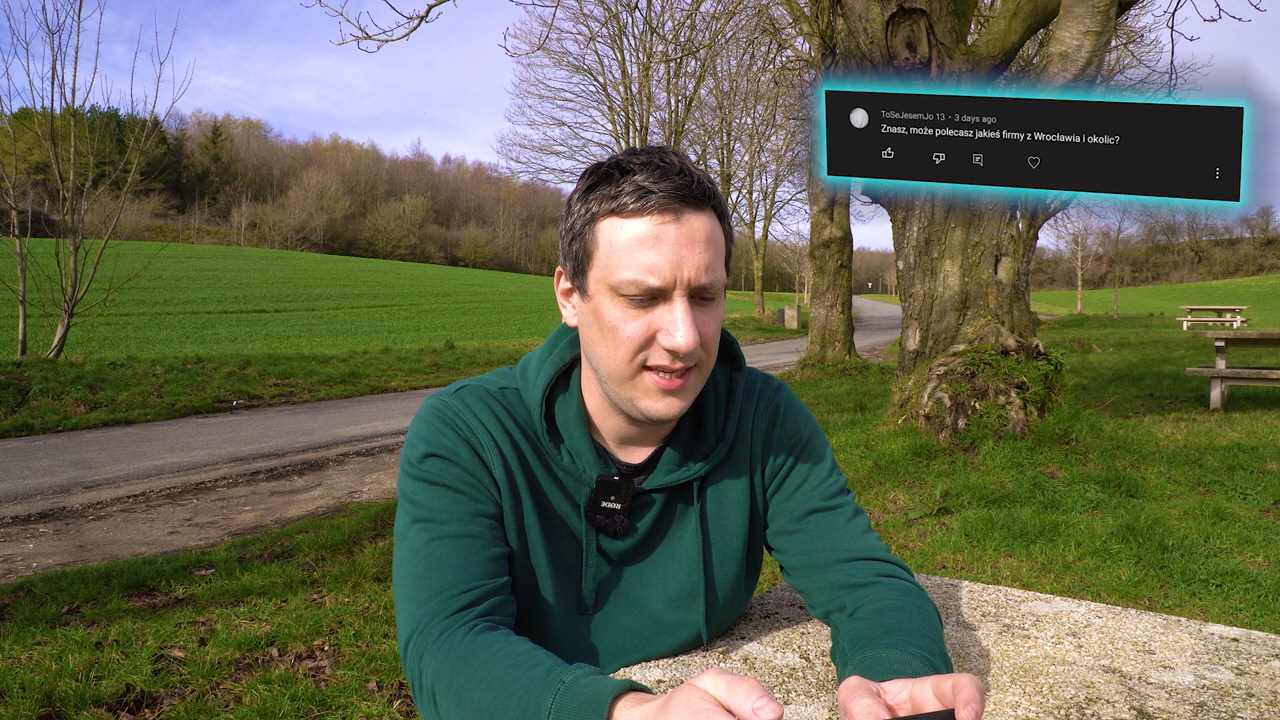 ToSeJesemJo 13 • 3 days ago
Znasz, może polecasz jakieś firmy z Wrocławia i okolic?
RØDE